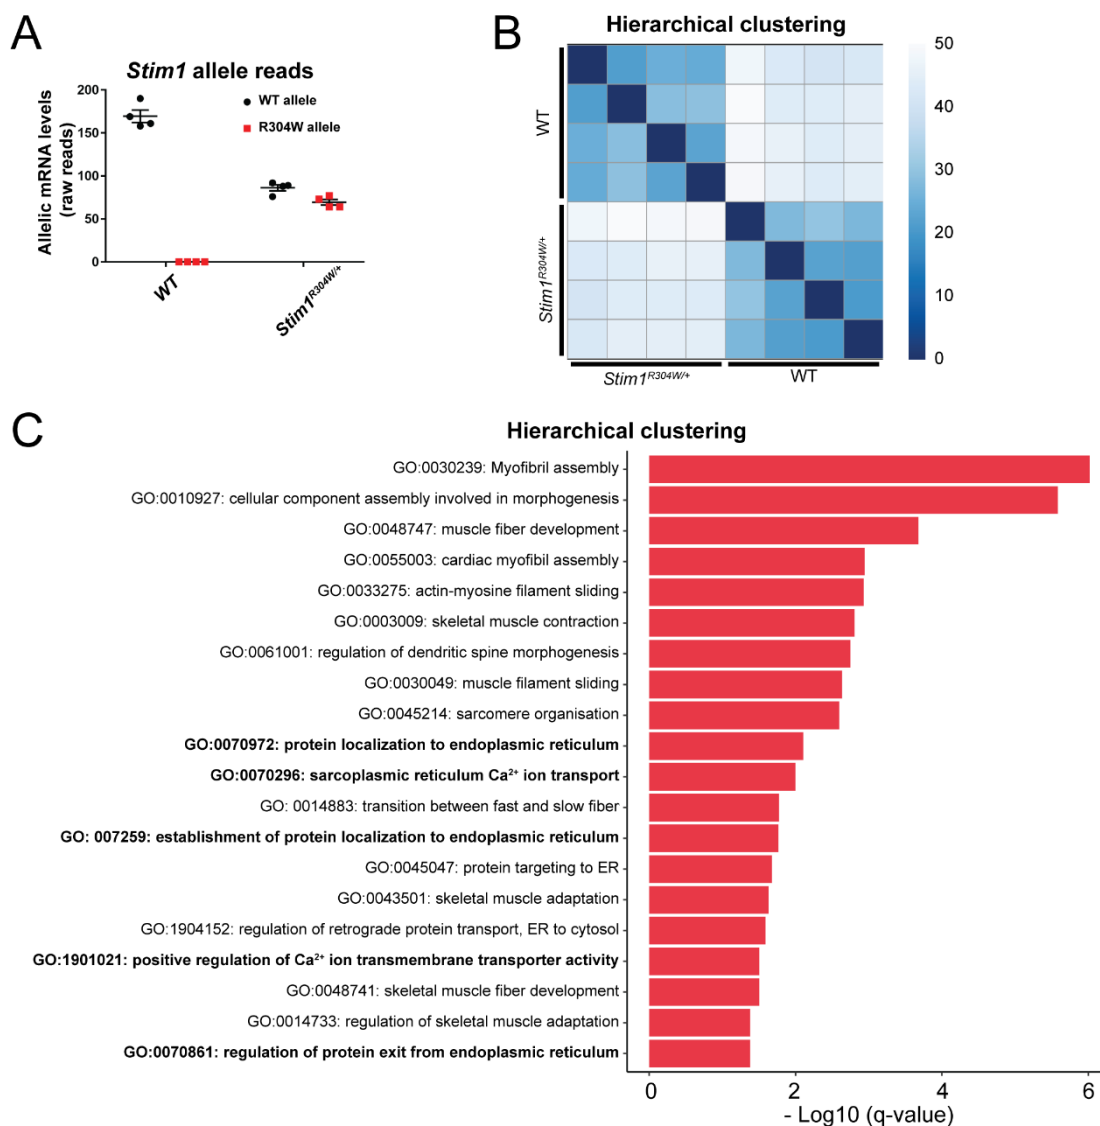 A
Stim1 allele reads
WT allele
R304W allele
Allelic mRNA levels
(raw reads)
200
150
100
50
0
WT
Stim1R304W/+
B
Hierarchical clustering
WT
Stim1R304W/+
Stim1R304W/+
WT
50
40
30
20
10
0
C
Hierarchical clustering
GO:0030239: Myofibril assembly
GO:0010927: cellular component assembly involved in morphogenesis
GO:0048747: muscle fiber development
GO:0055003: cardiac myofibil assembly
GO:0033275: actin-myosine filament sliding
GO:0003009: skeletal muscle contraction
GO:0061001: regulation of dendritic spine morphogenesis
GO:0030049: muscle filament sliding
GO:0045214: sarcomere organisation
GO:0070972: protein localization to endoplasmic reticulum
GO:0070296: sarcoplasmic reticulum Ca2+ ion transport
GO: 0014883: transition between fast and slow fiber
GO: 007259: establishment of protein localization to endoplasmic reticulum
GO:0045047: protein targeting to ER
GO:0043501: skeletal muscle adaptation
GO:1904152: regulation of retrograde protein transport, ER to cytosol
GO:1901021: positive regulation of Ca2+ ion transmembrane transporter activity
GO:0048741: skeletal muscle fiber development
GO:0014733: regulation of skeletal muscle adaptation
GO:0070861: regulation of protein exit from endoplasmic reticulum
0
2
4
6
- Log10 (q-value)